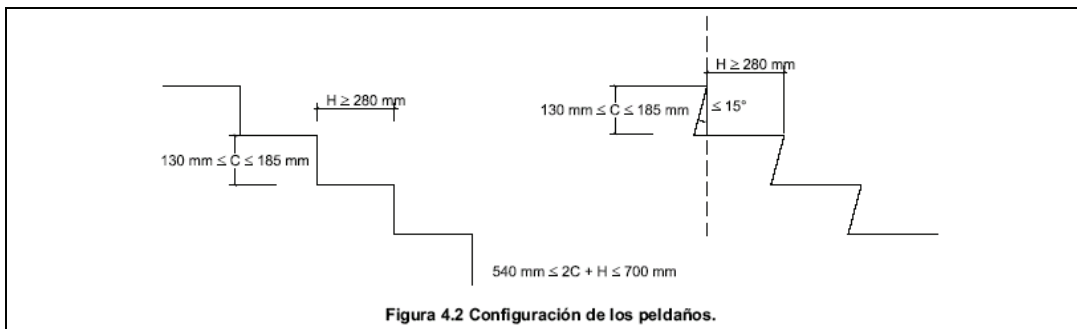 H ≥ 280 mm
130 mm ≤ C ≤ 185 mm
H ≥ 280 mm
130 mm ≤ C ≤ 185 mm
≤ 15°
540 mm ≤ 2C + H ≤ 700 mm
Figura 4.2 Configuración de los peldaños.